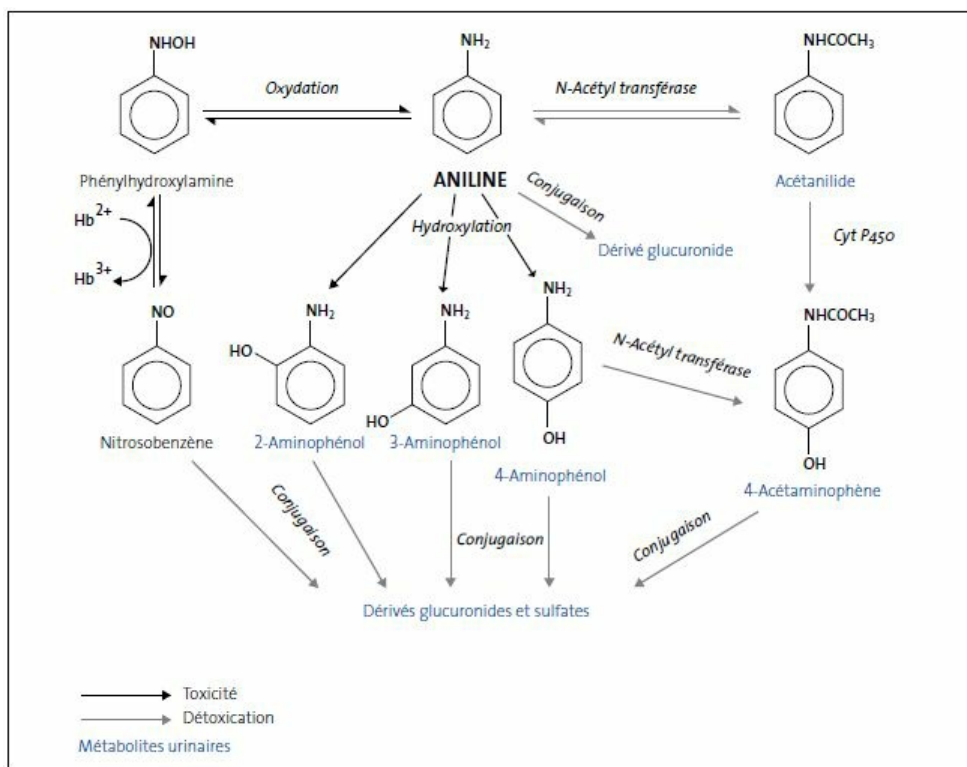 NHOH
NH2
NHCOCH3
Oxydation
N-Acétyl transférase
Phénylhydroxylamine
ANILINE
Acétanilide
Conjugaison
Hb2+
Hydroxylation
Dérivé glucuronide
Cyt P450
Hb3+
NH2
NO
NH2
NH2
NHCOCH3
HO
N-Acétyl transférase
HO
OH
Nitrosobenzène
2-Aminophénol
3-Aminophénol
OH
4-Aminophénol
4-Acétaminophène
Conjugaison
Conjugaison
Conjugaison
Dérivés glucuronides et sulfates
Toxicité
Détoxication
Métabolites urinaires